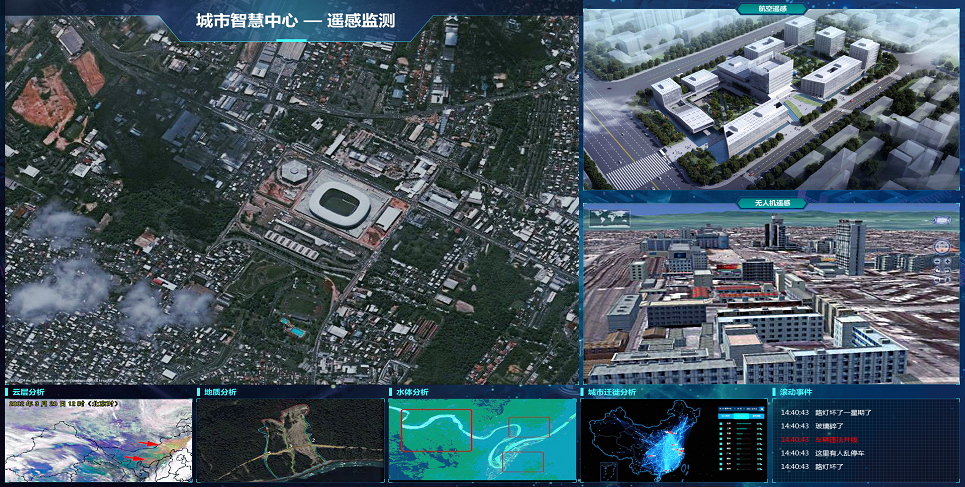 城市智慧中心 — 遥感监测
航空遥感
无人机遥感
云层分析
地质分析
水体分析
城市迁徙分析
滚动事件
2002 年 3 月 20 日 12 时 (北京时)
14:40:43 路灯坏了一星期了
14:40:43 玻璃碎了
14:40:43
14:40:43 这里有人乱停车
14:40:43 路灯坏了